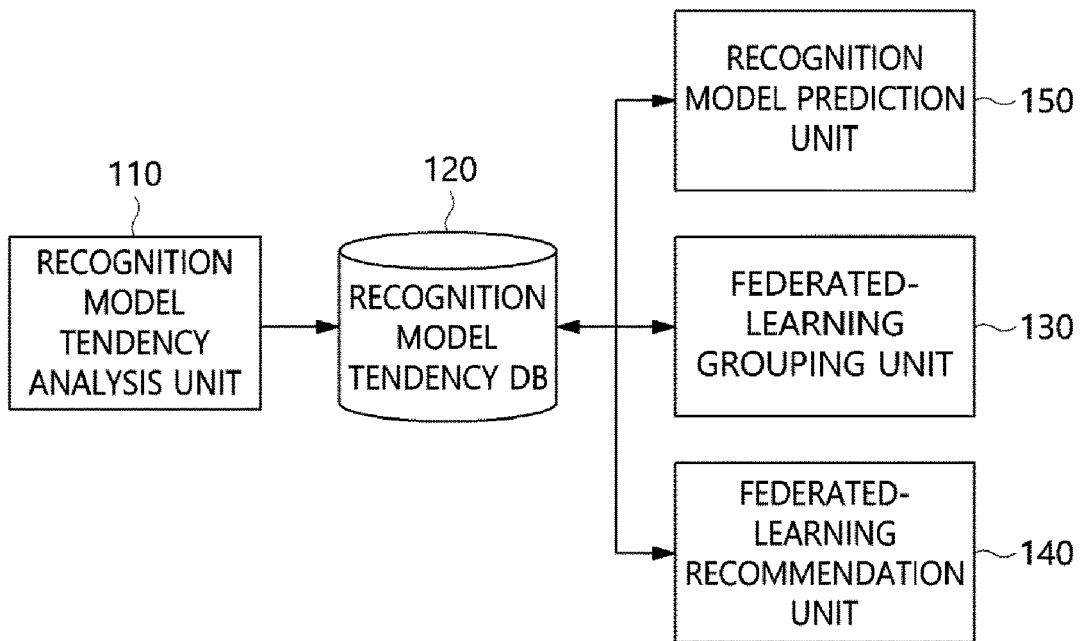 110
RECOGNITION
MODEL
TENDENCY
ANALYSIS UNIT
120
RECOGNITION
MODEL
TENDENCY DB
RECOGNITION
MODEL PREDICTION
UNIT
150
FEDERATED-
LEARNING
GROUPING UNIT
130
FEDERATED-
LEARNING
RECOMMENDATION
UNIT
140